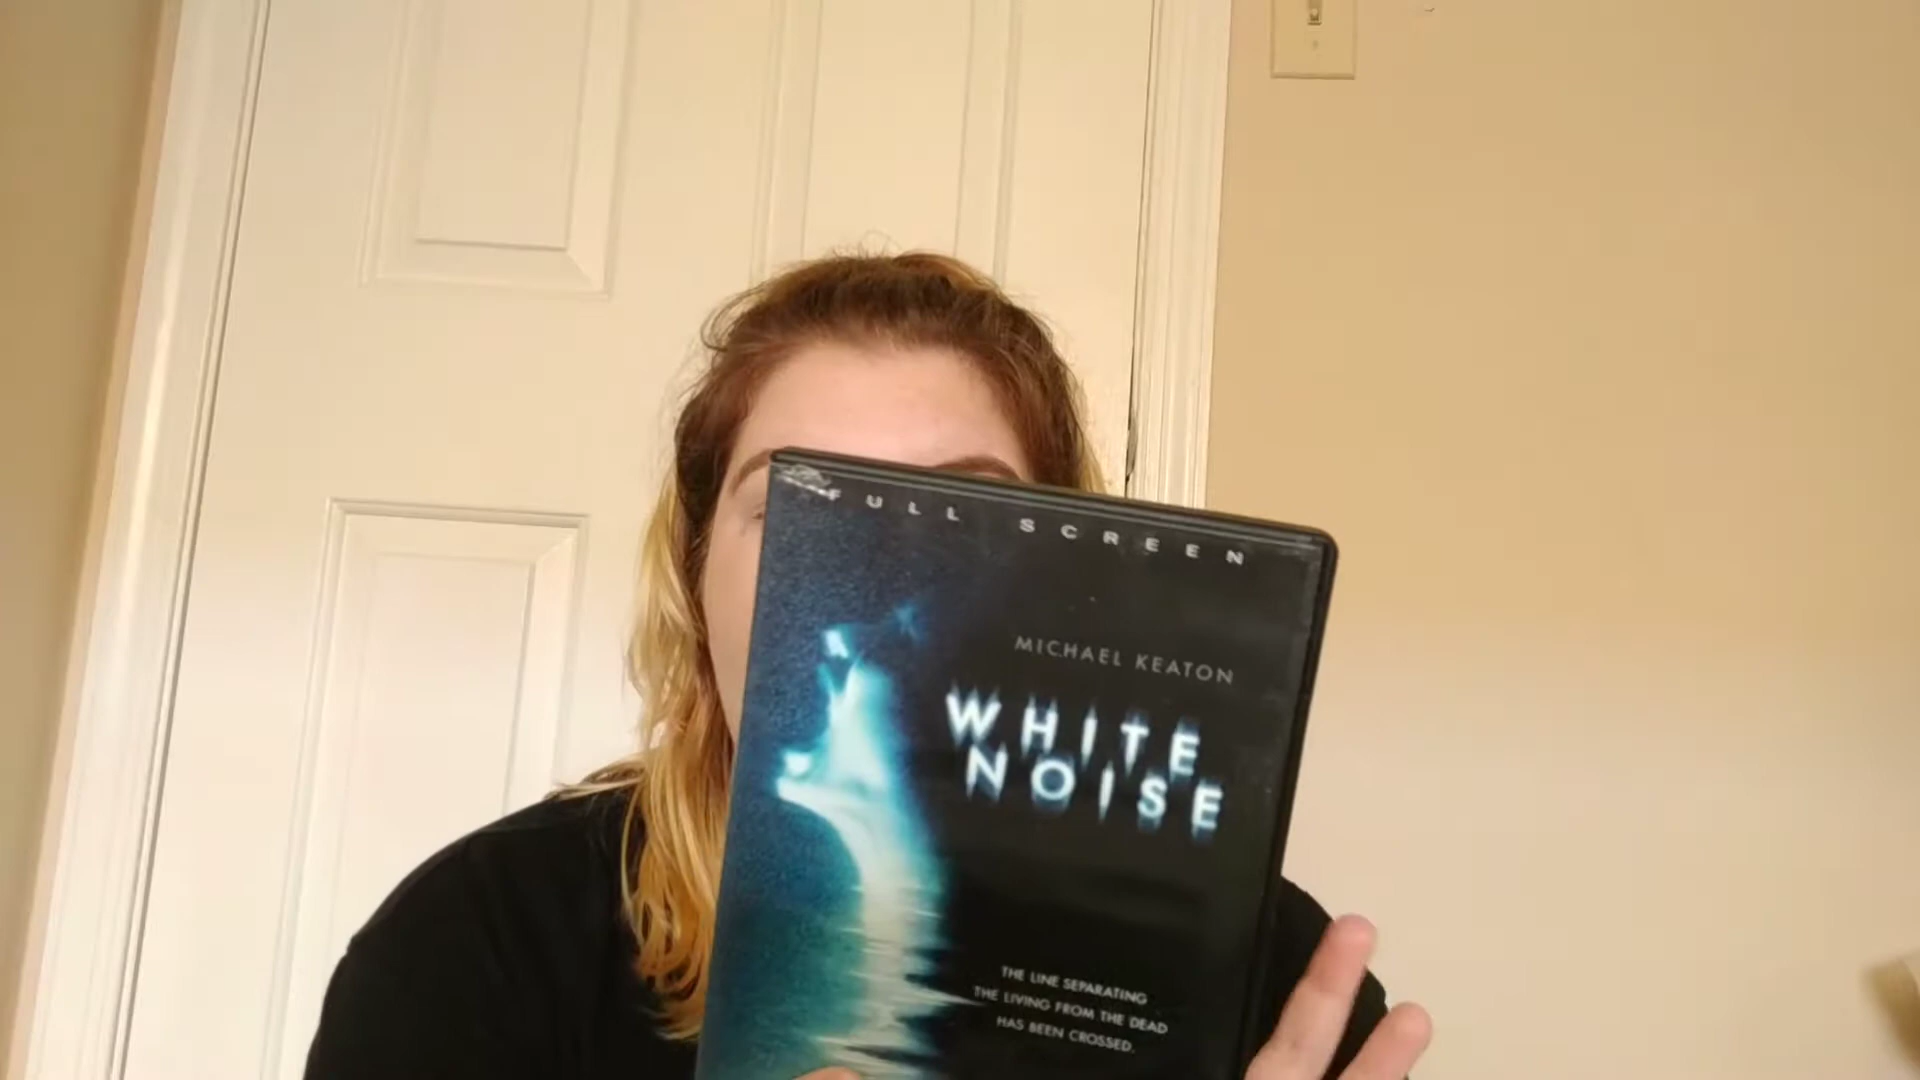 FULL SCREEN
MICHAEL KEATON
WHITE
NOISE
THE LINE SEPARATING
THE LIVING FROM THE DEAD
HAS BEEN CROSSED.